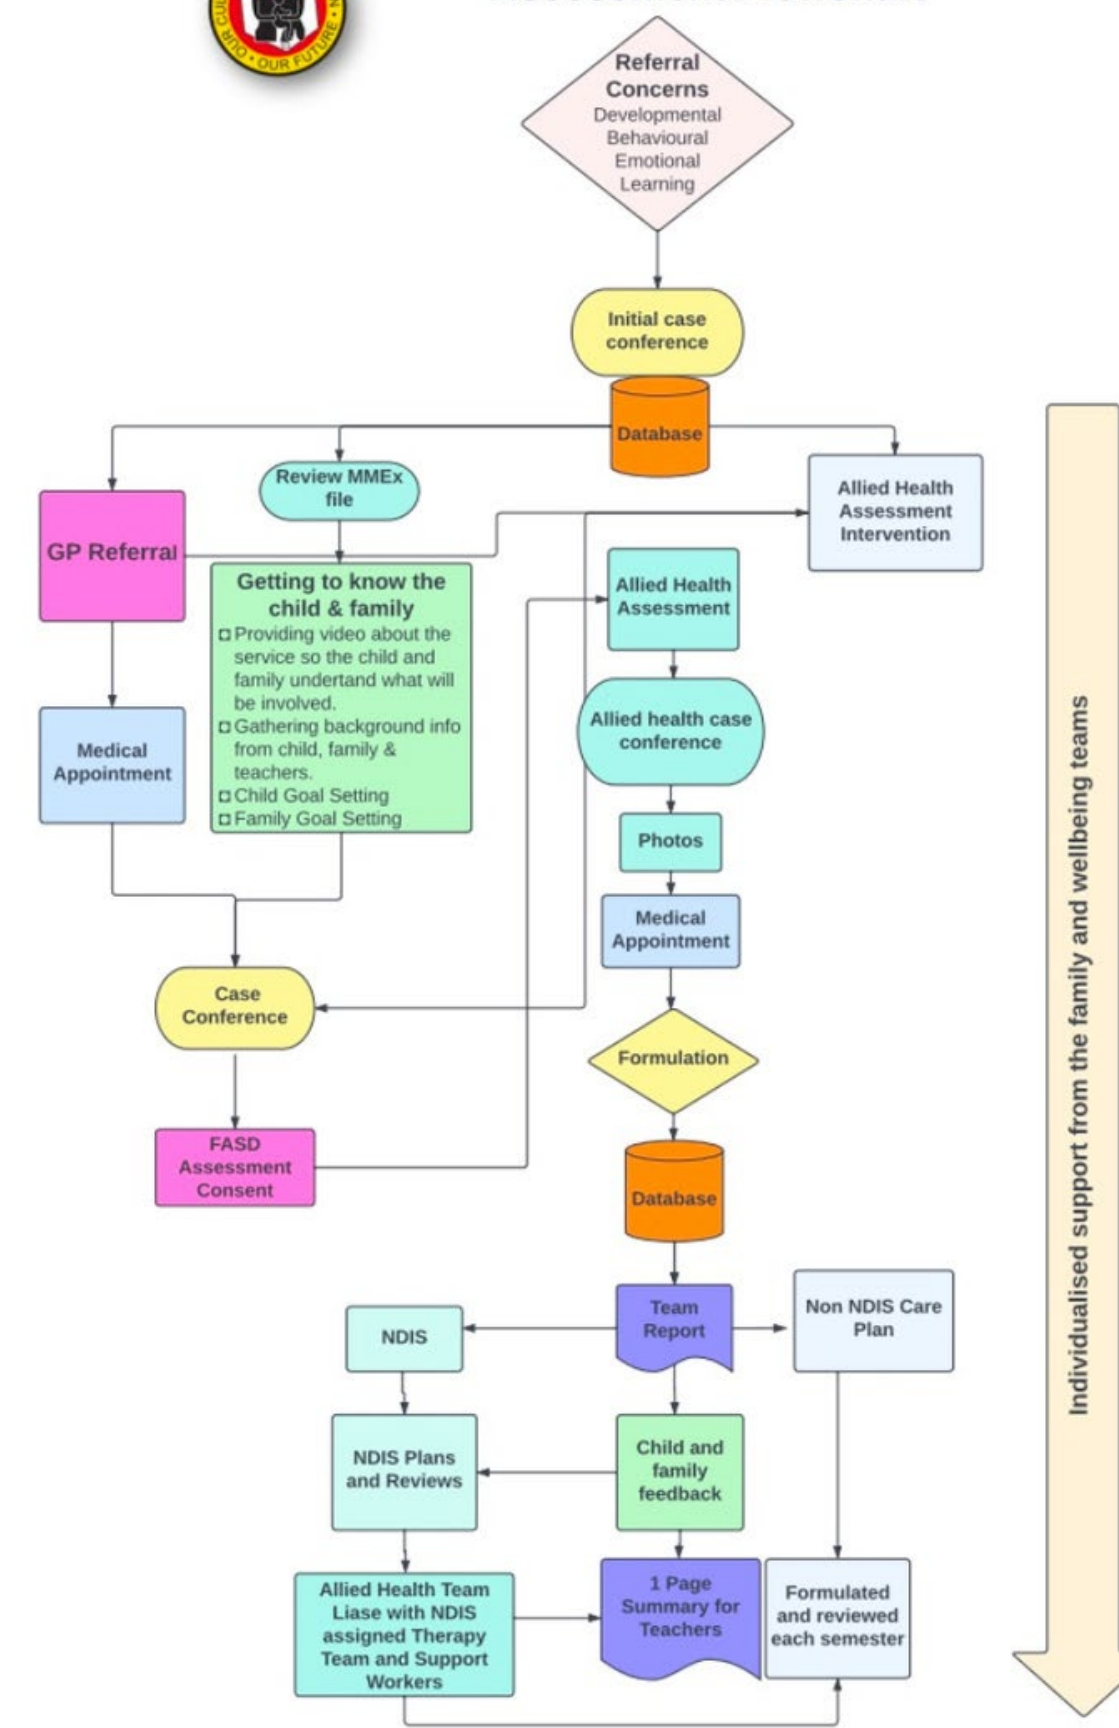 OUR FUTURE
Referral
Concerns
Developmental
Behavioural
Emotional
Learning
Initial case
conference
Database
Review MMEx
file
Allied Health
Assessment
Intervention
GP Referral
Getting to know the
child & family
Providing video about the
service so the child and
family undertand what will
be involved.
Gathering background info
from child, family &
teachers.
Child Goal Setting
Family Goal Setting
Allied Health
Assessment
Medical
Appointment
Allied health case
conference
Photos
Medical
Appointment
Case
Conference
Formulation
FASD
Assessment
Consent
Database
Team
Report
NDIS
Non NDIS Care
Plan
NDIS Plans
and Reviews
Child and
family
feedback
Allied Health Team
Liase with NDIS
assigned Therapy
Team and Support
Workers
1 Page
Summary for
Teachers
Formulated
and reviewed
each semester
Individualised support from the family and wellbeing teams